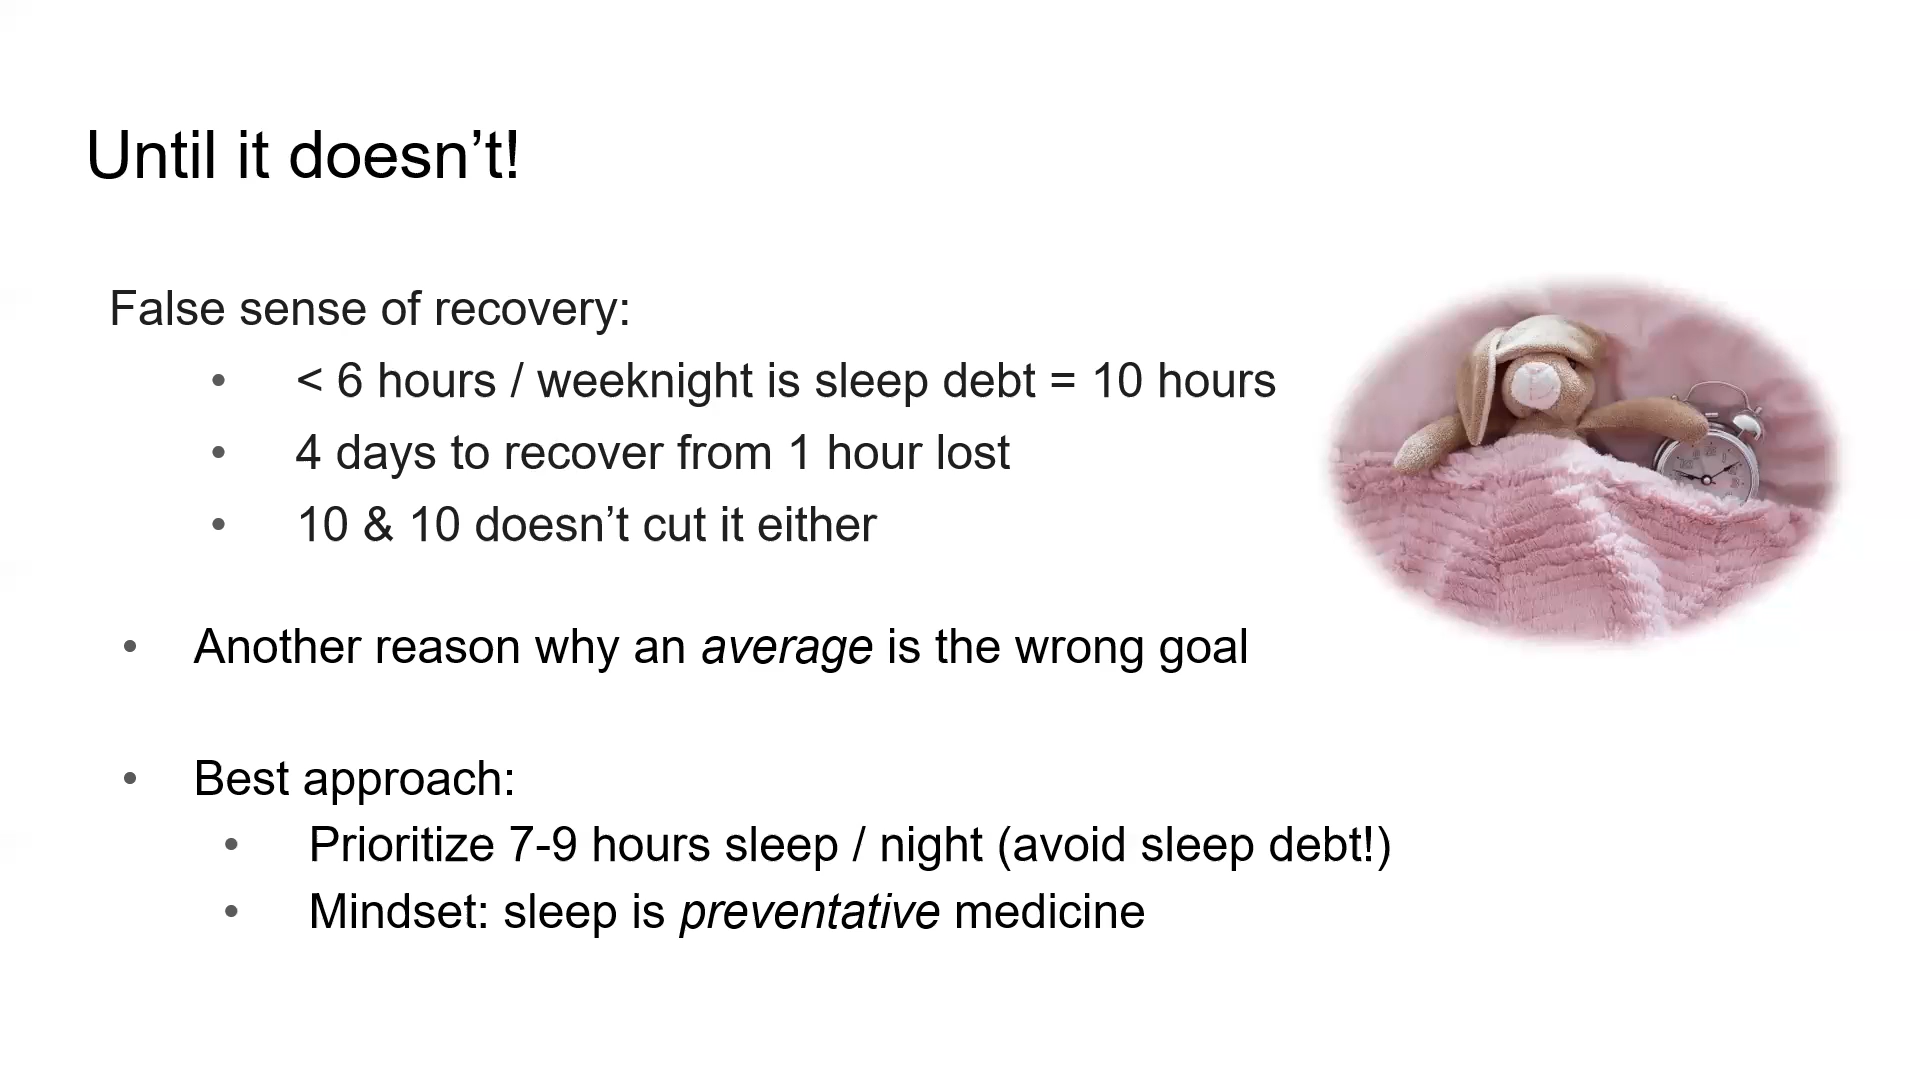 Until it doesn’t!
False sense of recovery:
• < 6 hours / weeknight is sleep debt = 10 hours
• 4 days to recover from 1 hour lost
• 10 & 10 doesn’t cut it either
• Another reason why an average is the wrong goal
• Best approach:
• Prioritize 7-9 hours sleep / night (avoid sleep debt!)
• Mindset: sleep is preventative medicine